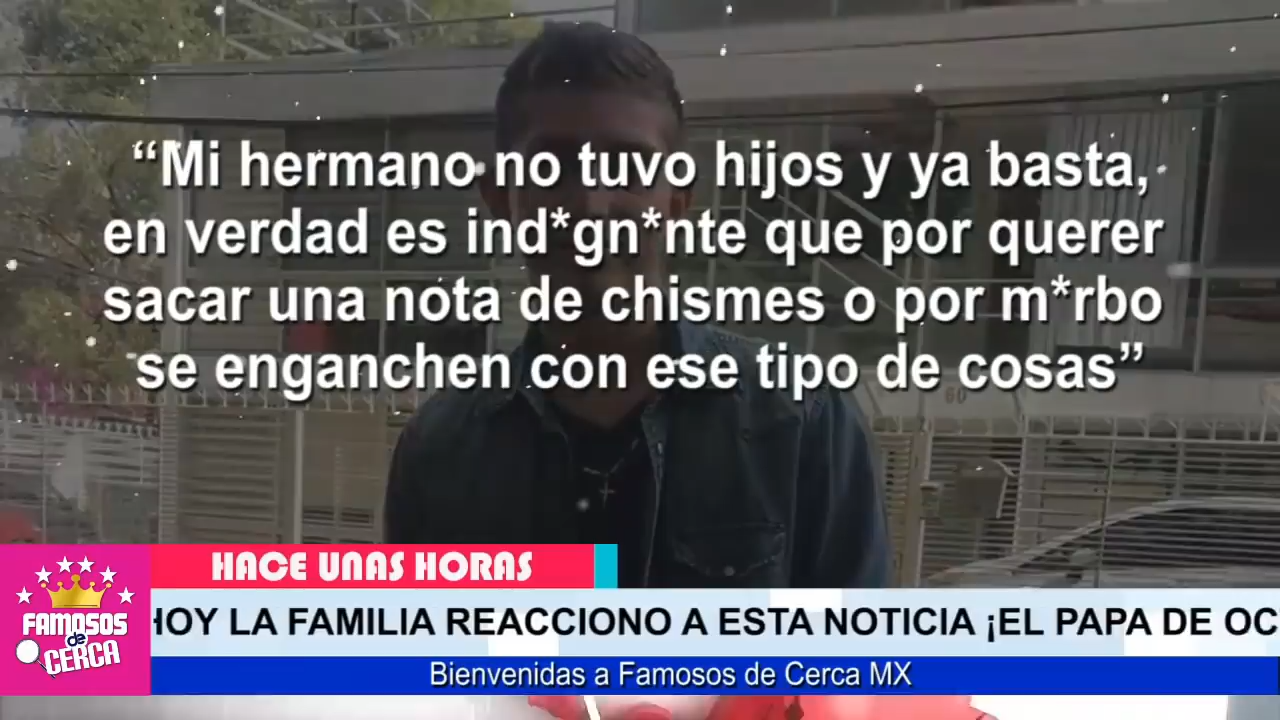 “Mi hermano no tuvo hijos y ya basta,
en verdad es ind*gn*nte que por querer
sacar una nota de chismes o por m*rbo
se enganchen con ese tipo de cosas”
60
HACE UNAS HORAS
FAMOSOS
de
CERCA
HOY LA FAMILIA REACCIONO A ESTA NOTICIA ¡EL PAPA DE OC
Bienvenidas a Famosos de Cerca MX